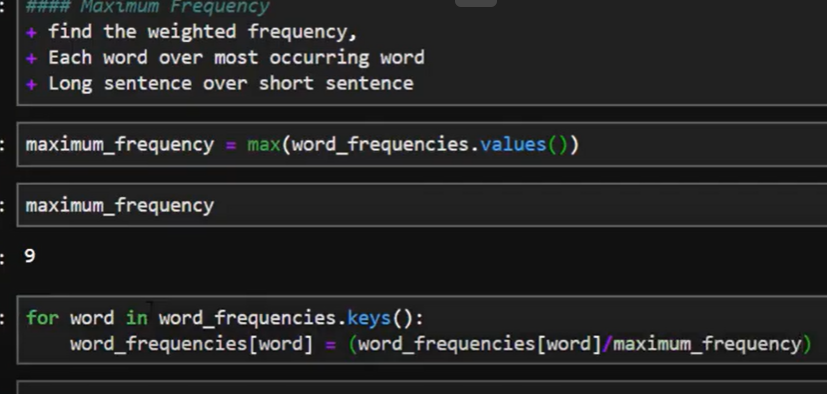 : #### Maximum Frequency
+ find the weighted frequency,
+ Each word over most occurring word
+ Long sentence over short sentence
: maximum_frequency = max(word_frequencies.values())
: maximum_frequency
: 9
: for word in word_frequencies.keys():
    word_frequencies[word] = (word_frequencies[word]/maximum_frequency)